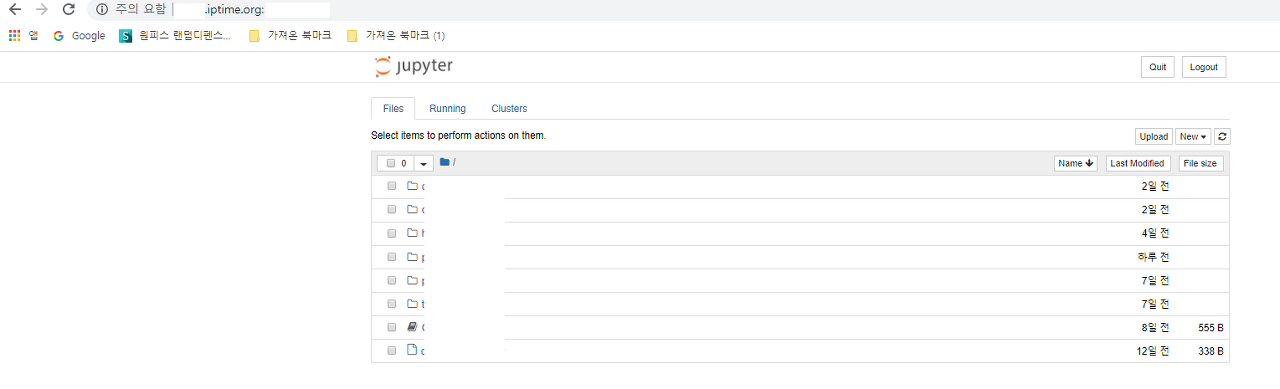 주의 요함 | .iptime.org:
앱 Google S 원피스 랜덤디펜스... 가져온 북마크 가져온 북마크 (1)
jupyter Quit Logout
Files Running Clusters
Select items to perform actions on them. Upload New
0 / Name Last Modified File size
2일 전
2일 전
h 4일 전
p 하루 전
p 7일 전
t 7일 전
8일 전 555 B
12일 전 338 B